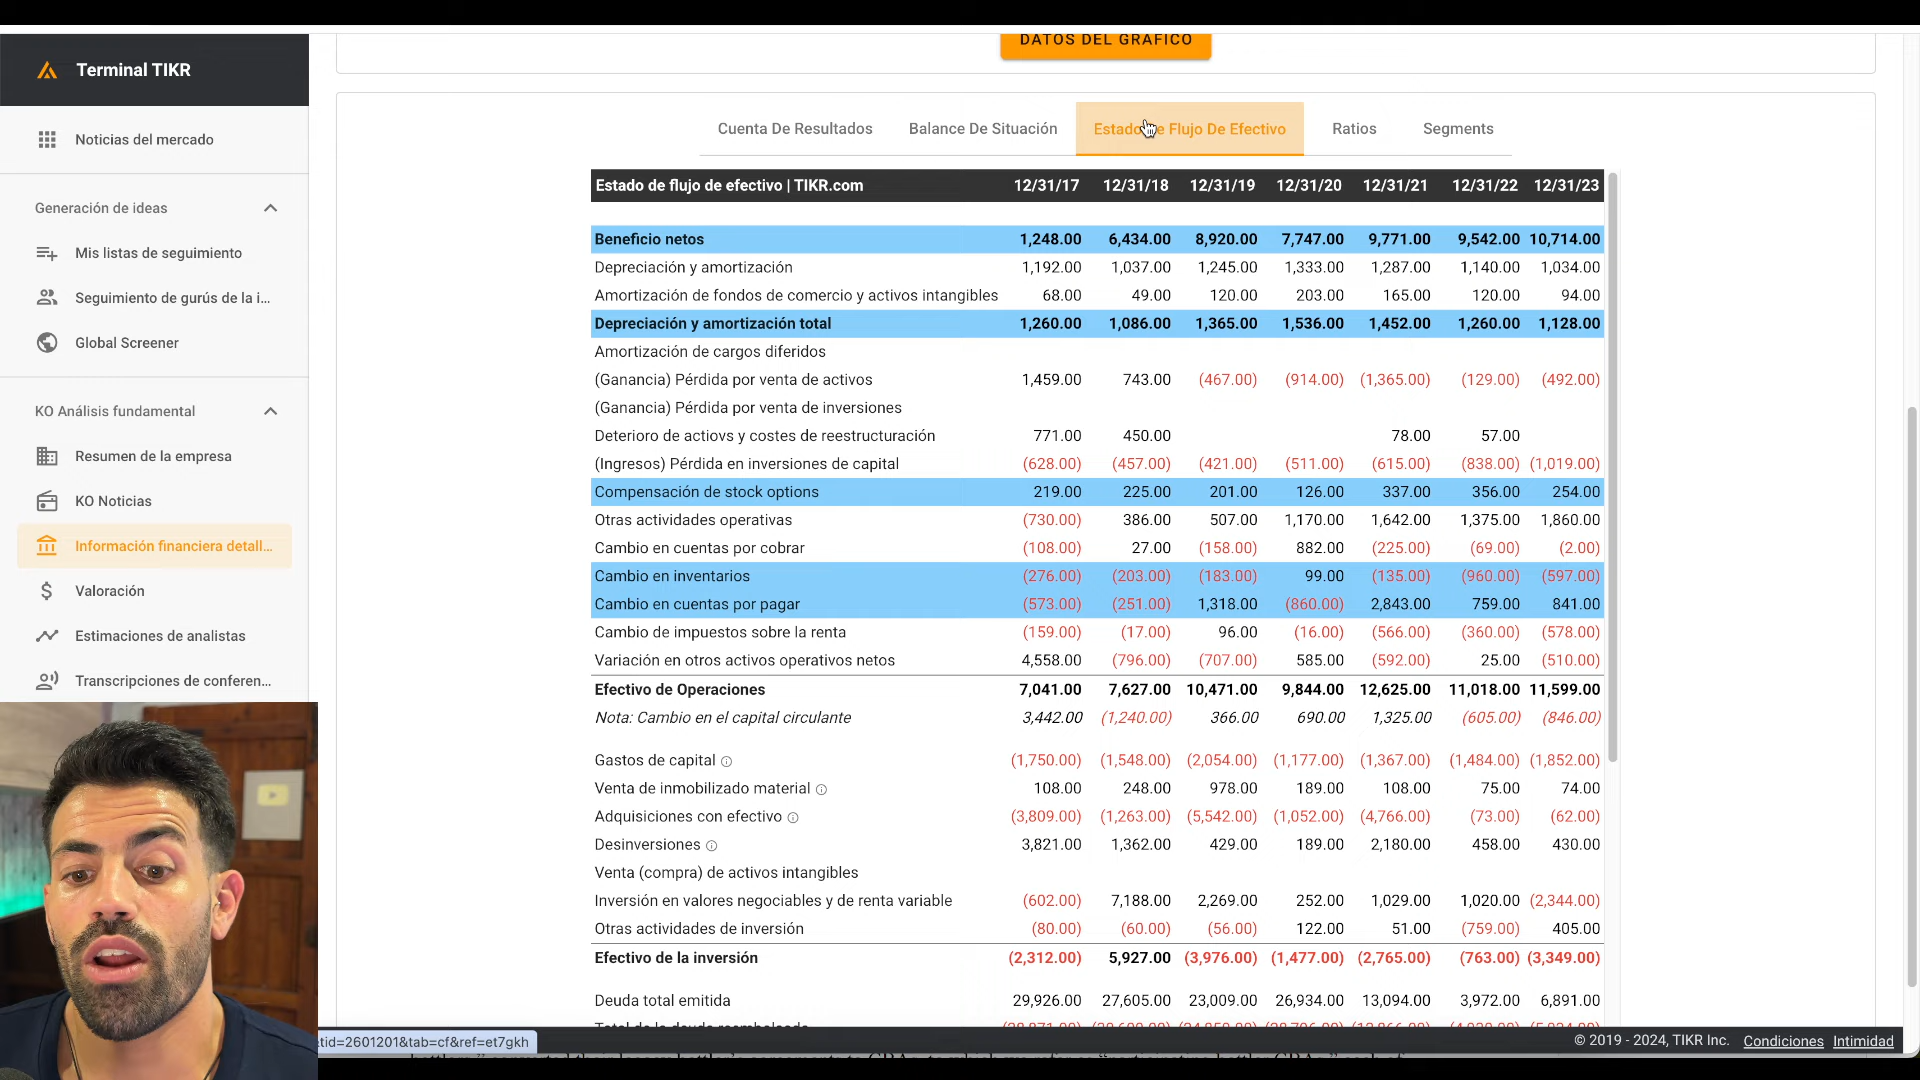 DATOS DEL GRÁFICO
Terminal TIKR
Noticias del mercado
Generación de ideas
Mis listas de seguimiento
Seguimiento de gurús de la i...
Global Screener
KO Análisis fundamental
Resumen de la empresa
KO Noticias
Información financiera detall...
Valoración
Estimaciones de analistas
Transcripciones de conferen...
Cuenta De Resultados Balance De Situación Estado e Flujo De Efectivo Ratios Segments
Estado de flujo de efectivo | TIKR.com 12/31/17 12/31/18 12/31/19 12/31/20 12/31/21 12/31/22 12/31/23
Beneficio netos 1,248.00 6,434.00 8,920.00 7,747.00 9,771.00 9,542.00 10,714.00
Depreciación y amortización 1,192.00 1,037.00 1,245.00 1,333.00 1,287.00 1,140.00 1,034.00
Amortización de fondos de comercio y activos intangibles 68.00 49.00 120.00 203.00 165.00 120.00 94.00
Depreciación y amortización total 1,260.00 1,086.00 1,365.00 1,536.00 1,452.00 1,260.00 1,128.00
Amortización de cargos diferidos
(Ganancia) Pérdida por venta de activos 1,459.00 743.00 (467.00) (914.00) (1,365.00) (129.00) (492.00)
(Ganancia) Pérdida por venta de inversiones
Deterioro de actiovs y costes de reestructuración 771.00 450.00 78.00 57.00
(Ingresos) Pérdida en inversiones de capital (628.00) (457.00) (421.00) (511.00) (615.00) (838.00) (1,019.00)
Compensación de stock options 219.00 225.00 201.00 126.00 337.00 356.00 254.00
Otras actividades operativas (730.00) 386.00 507.00 1,170.00 1,642.00 1,375.00 1,860.00
Cambio en cuentas por cobrar (108.00) 27.00 (158.00) 882.00 (225.00) (69.00) (2.00)
Cambio en inventarios (276.00) (203.00) (183.00) 99.00 (135.00) (960.00) (597.00)
Cambio en cuentas por pagar (573.00) (251.00) 1,318.00 (860.00) 2,843.00 759.00 841.00
Cambio de impuestos sobre la renta (159.00) (17.00) 96.00 (16.00) (566.00) (360.00) (578.00)
Variación en otros activos operativos netos 4,558.00 (796.00) (707.00) 585.00 (592.00) 25.00 (510.00)
Efectivo de Operaciones 7,041.00 7,627.00 10,471.00 9,844.00 12,625.00 11,018.00 11,599.00
Nota: Cambio en el capital circulante 3,442.00 (1,240.00) 366.00 690.00 1,325.00 (605.00) (846.00)
Gastos de capital (1,750.00) (1,548.00) (2,054.00) (1,177.00) (1,367.00) (1,484.00) (1,852.00)
Venta de inmobilizado material 108.00 248.00 978.00 189.00 108.00 75.00 74.00
Adquisiciones con efectivo (3,809.00) (1,263.00) (5,542.00) (1,052.00) (4,766.00) (73.00) (62.00)
Desinversiones 3,821.00 1,362.00 429.00 189.00 2,180.00 458.00 430.00
Venta (compra) de activos intangibles
Inversión en valores negociables y de renta variable (602.00) 7,188.00 2,269.00 252.00 1,029.00 1,020.00 (2,344.00)
Otras actividades de inversión (80.00) (60.00) (56.00) 122.00 51.00 (759.00) 405.00
Efectivo de la inversión (2,312.00) 5,927.00 (3,976.00) (1,477.00) (2,765.00) (763.00) (3,349.00)
Deuda total emitida 29,926.00 27,605.00 23,009.00 26,934.00 13,094.00 3,972.00 6,891.00
tid=2601201&tab=cf&ref=et7gkh
© 2019 - 2024, TIKR Inc. Condiciones Intimidad